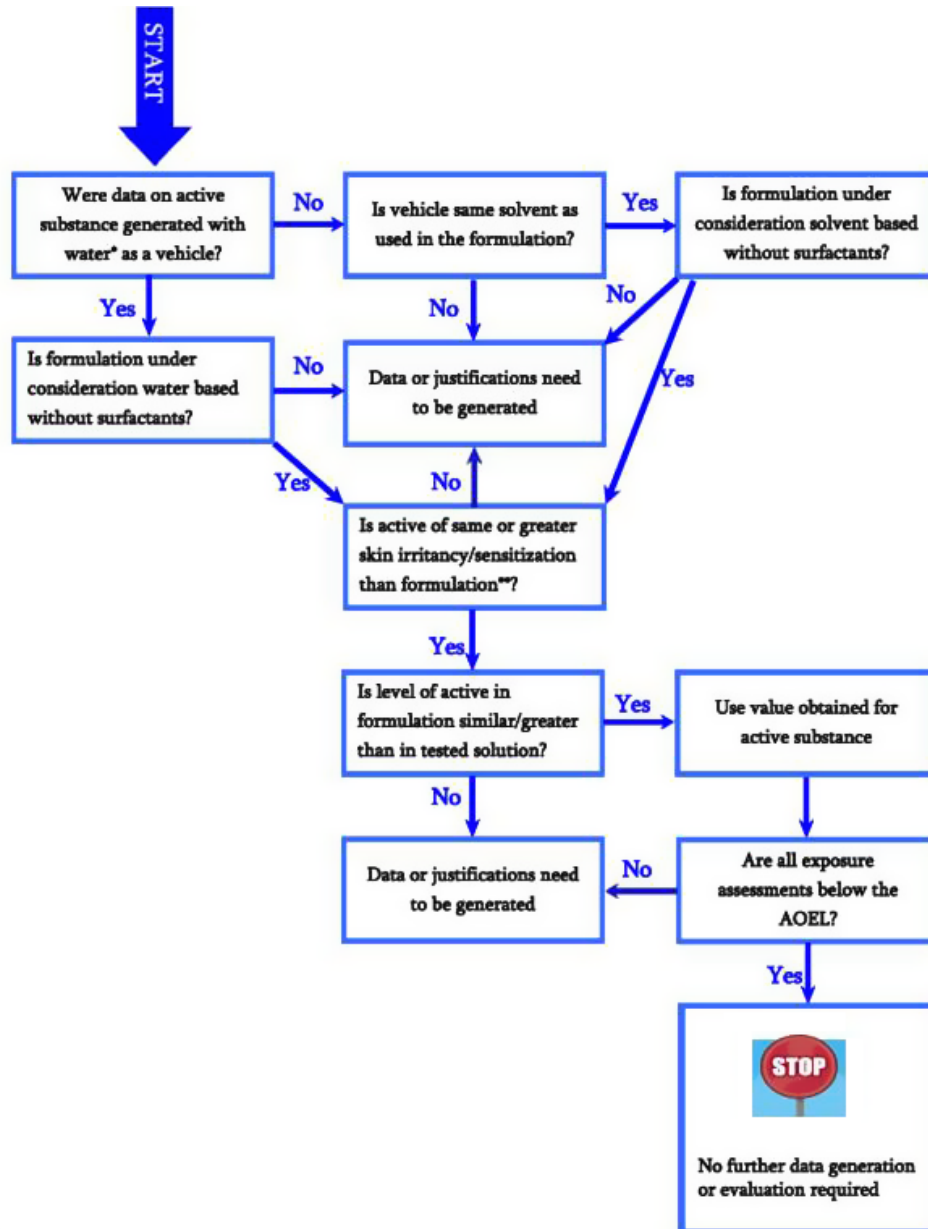 START
Were data on active
substance generated with
water* as a vehicle?
No
Is vehicle same solvent as
used in the formulation?
Yes
Is formulation under
consideration solvent based
without surfactants?
Yes
No
No
Yes
Is formulation under
consideration water based
without surfactants?
No
Data or justifications need
to be generated
Yes
No
Is active of same or greater
skin irritancy/sensitization
than formulation**?
Yes
Is level of active in
formulation similar/greater
than in tested solution?
Yes
Use value obtained for
active substance
No
Data or justifications need
to be generated
No
Are all exposure
assessments below the
AOEL?
Yes
STOP
No further data generation
or evaluation required